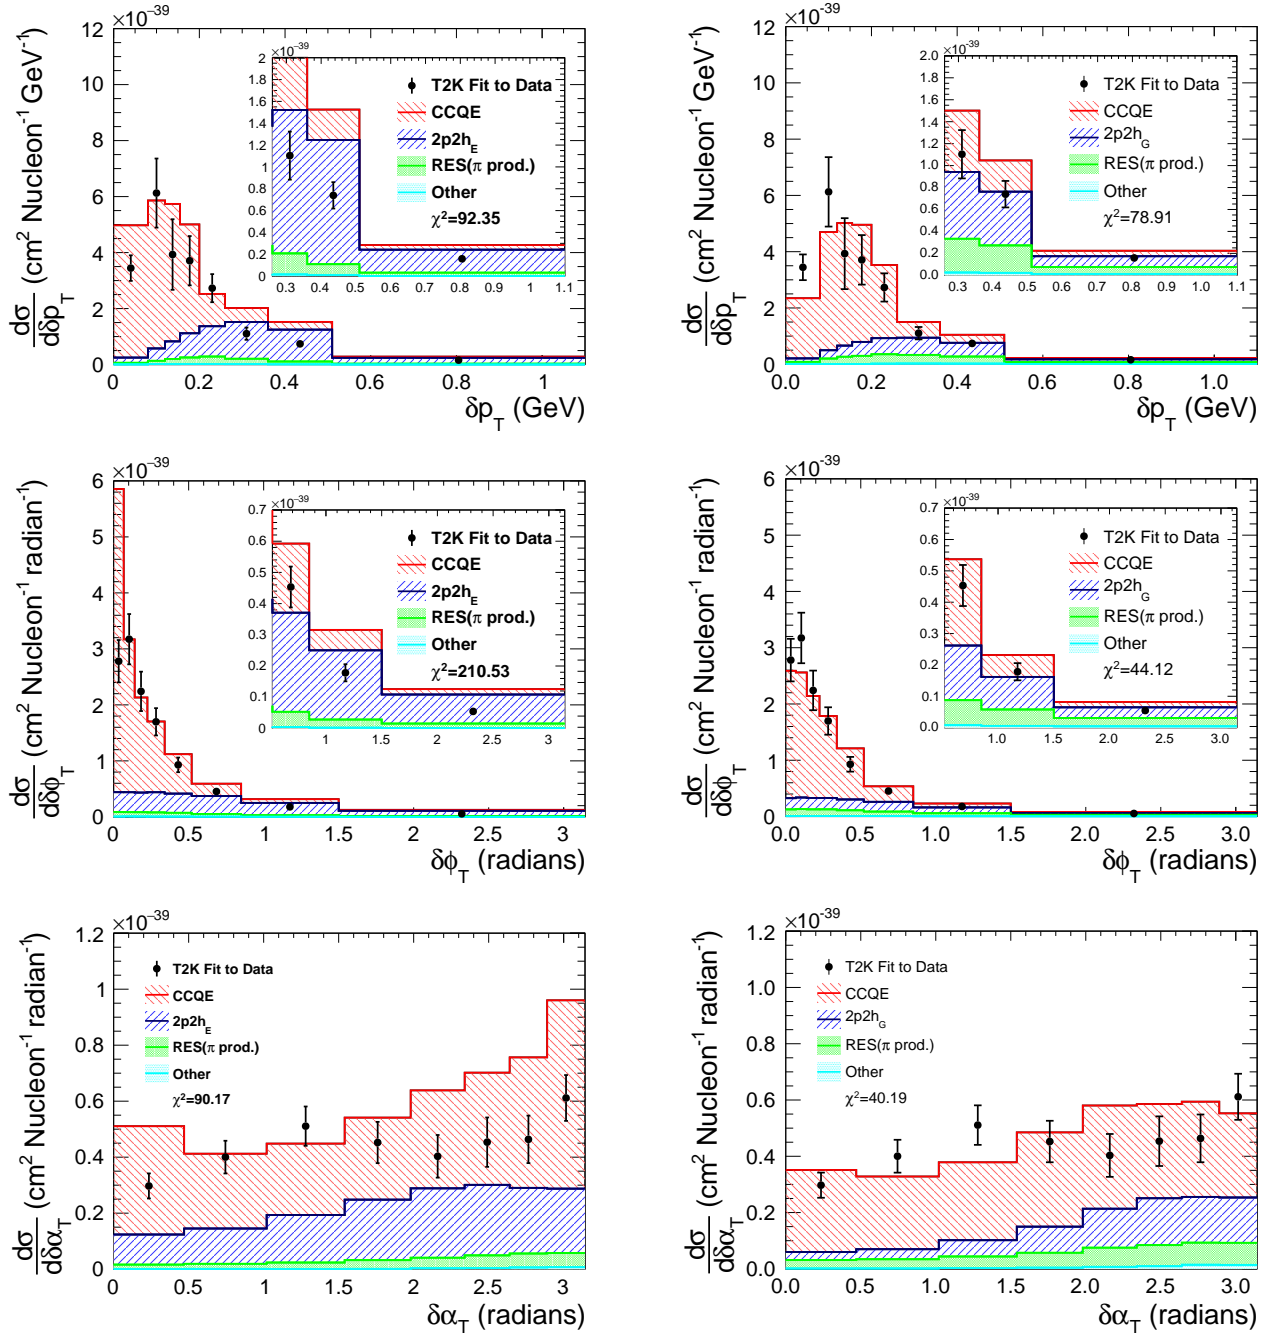 ×10⁻³⁹
dσ/dδp_T (cm² Nucleon⁻¹ GeV⁻¹)
12
10
8
6
4
2
0
0 0.2 0.4 0.6 0.8 1
δp_T (GeV)
×10⁻³⁹
2
1.8
1.6
1.4
1.2
1
0.8
0.6
0.4
0.2
0
0.3 0.4 0.5 0.6 0.7 0.8 0.9 1 1.1
T2K Fit to Data
CCQE
2p2h_E
RES(π prod.)
Other
χ²=92.35
×10⁻³⁹
dσ/dδp_T (cm² Nucleon⁻¹ GeV⁻¹)
12
10
8
6
4
2
0
0.0 0.2 0.4 0.6 0.8 1.0
δp_T (GeV)
×10⁻³⁹
2.0
1.8
1.6
1.4
1.2
1.0
0.8
0.6
0.4
0.2
0.0
0.3 0.4 0.5 0.6 0.7 0.8 0.9 1.0 1.1
T2K Fit to Data
CCQE
2p2h_G
RES(π prod.)
Other
χ²=78.91
×10⁻³⁹
dσ/dδϕ_T (cm² Nucleon⁻¹ radian⁻¹)
6
5
4
3
2
1
0
0 0.5 1 1.5 2 2.5 3
δϕ_T (radians)
×10⁻³⁹
0.7
0.6
0.5
0.4
0.3
0.2
0.1
0
1 1.5 2 2.5 3
T2K Fit to Data
CCQE
2p2h_E
RES(π prod.)
Other
χ²=210.53
×10⁻³⁹
dσ/dδϕ_T (cm² Nucleon⁻¹ radian⁻¹)
6
5
4
3
2
1
0
0.0 0.5 1.0 1.5 2.0 2.5 3.0
δϕ_T (radians)
×10⁻³⁹
0.7
0.6
0.5
0.4
0.3
0.2
0.1
0.0
1.0 1.5 2.0 2.5 3.0
T2K Fit to Data
CCQE
2p2h_G
RES(π prod.)
Other
χ²=44.12
×10⁻³⁹
dσ/dδα_T (cm² Nucleon⁻¹ radian⁻¹)
1.2
1
0.8
0.6
0.4
0.2
0
0 0.5 1 1.5 2 2.5 3
δα_T (radians)
T2K Fit to Data
CCQE
2p2h_E
RES(π prod.)
Other
χ²=90.17
×10⁻³⁹
dσ/dδα_T (cm² Nucleon⁻¹ radian⁻¹)
1.2
1.0
0.8
0.6
0.4
0.2
0.0
0.0 0.5 1.0 1.5 2.0 2.5 3.0
δα_T (radians)
T2K Fit to Data
CCQE
2p2h_G
RES(π prod.)
Other
χ²=40.19